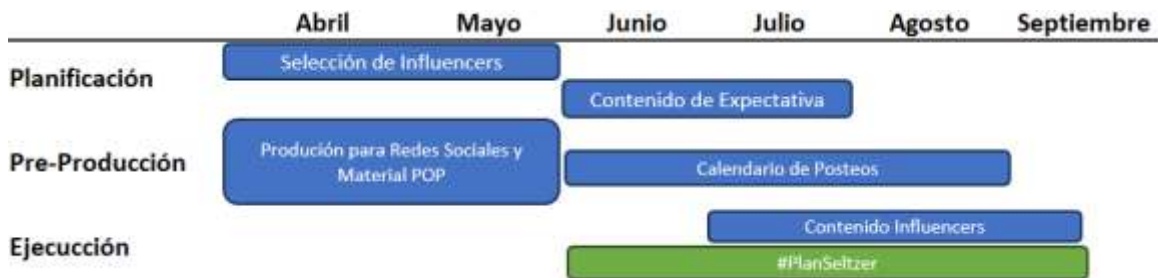 Abril Mayo Junio Julio Agosto Septiembre
Planificación
Selección de Influencers
Contenido de Expectativa
Pre-Producción
Produción para Redes Sociales y
Material POP
Calendario de Posteos
Ejecucción
Contenido Influencers
#PlanSeltzer